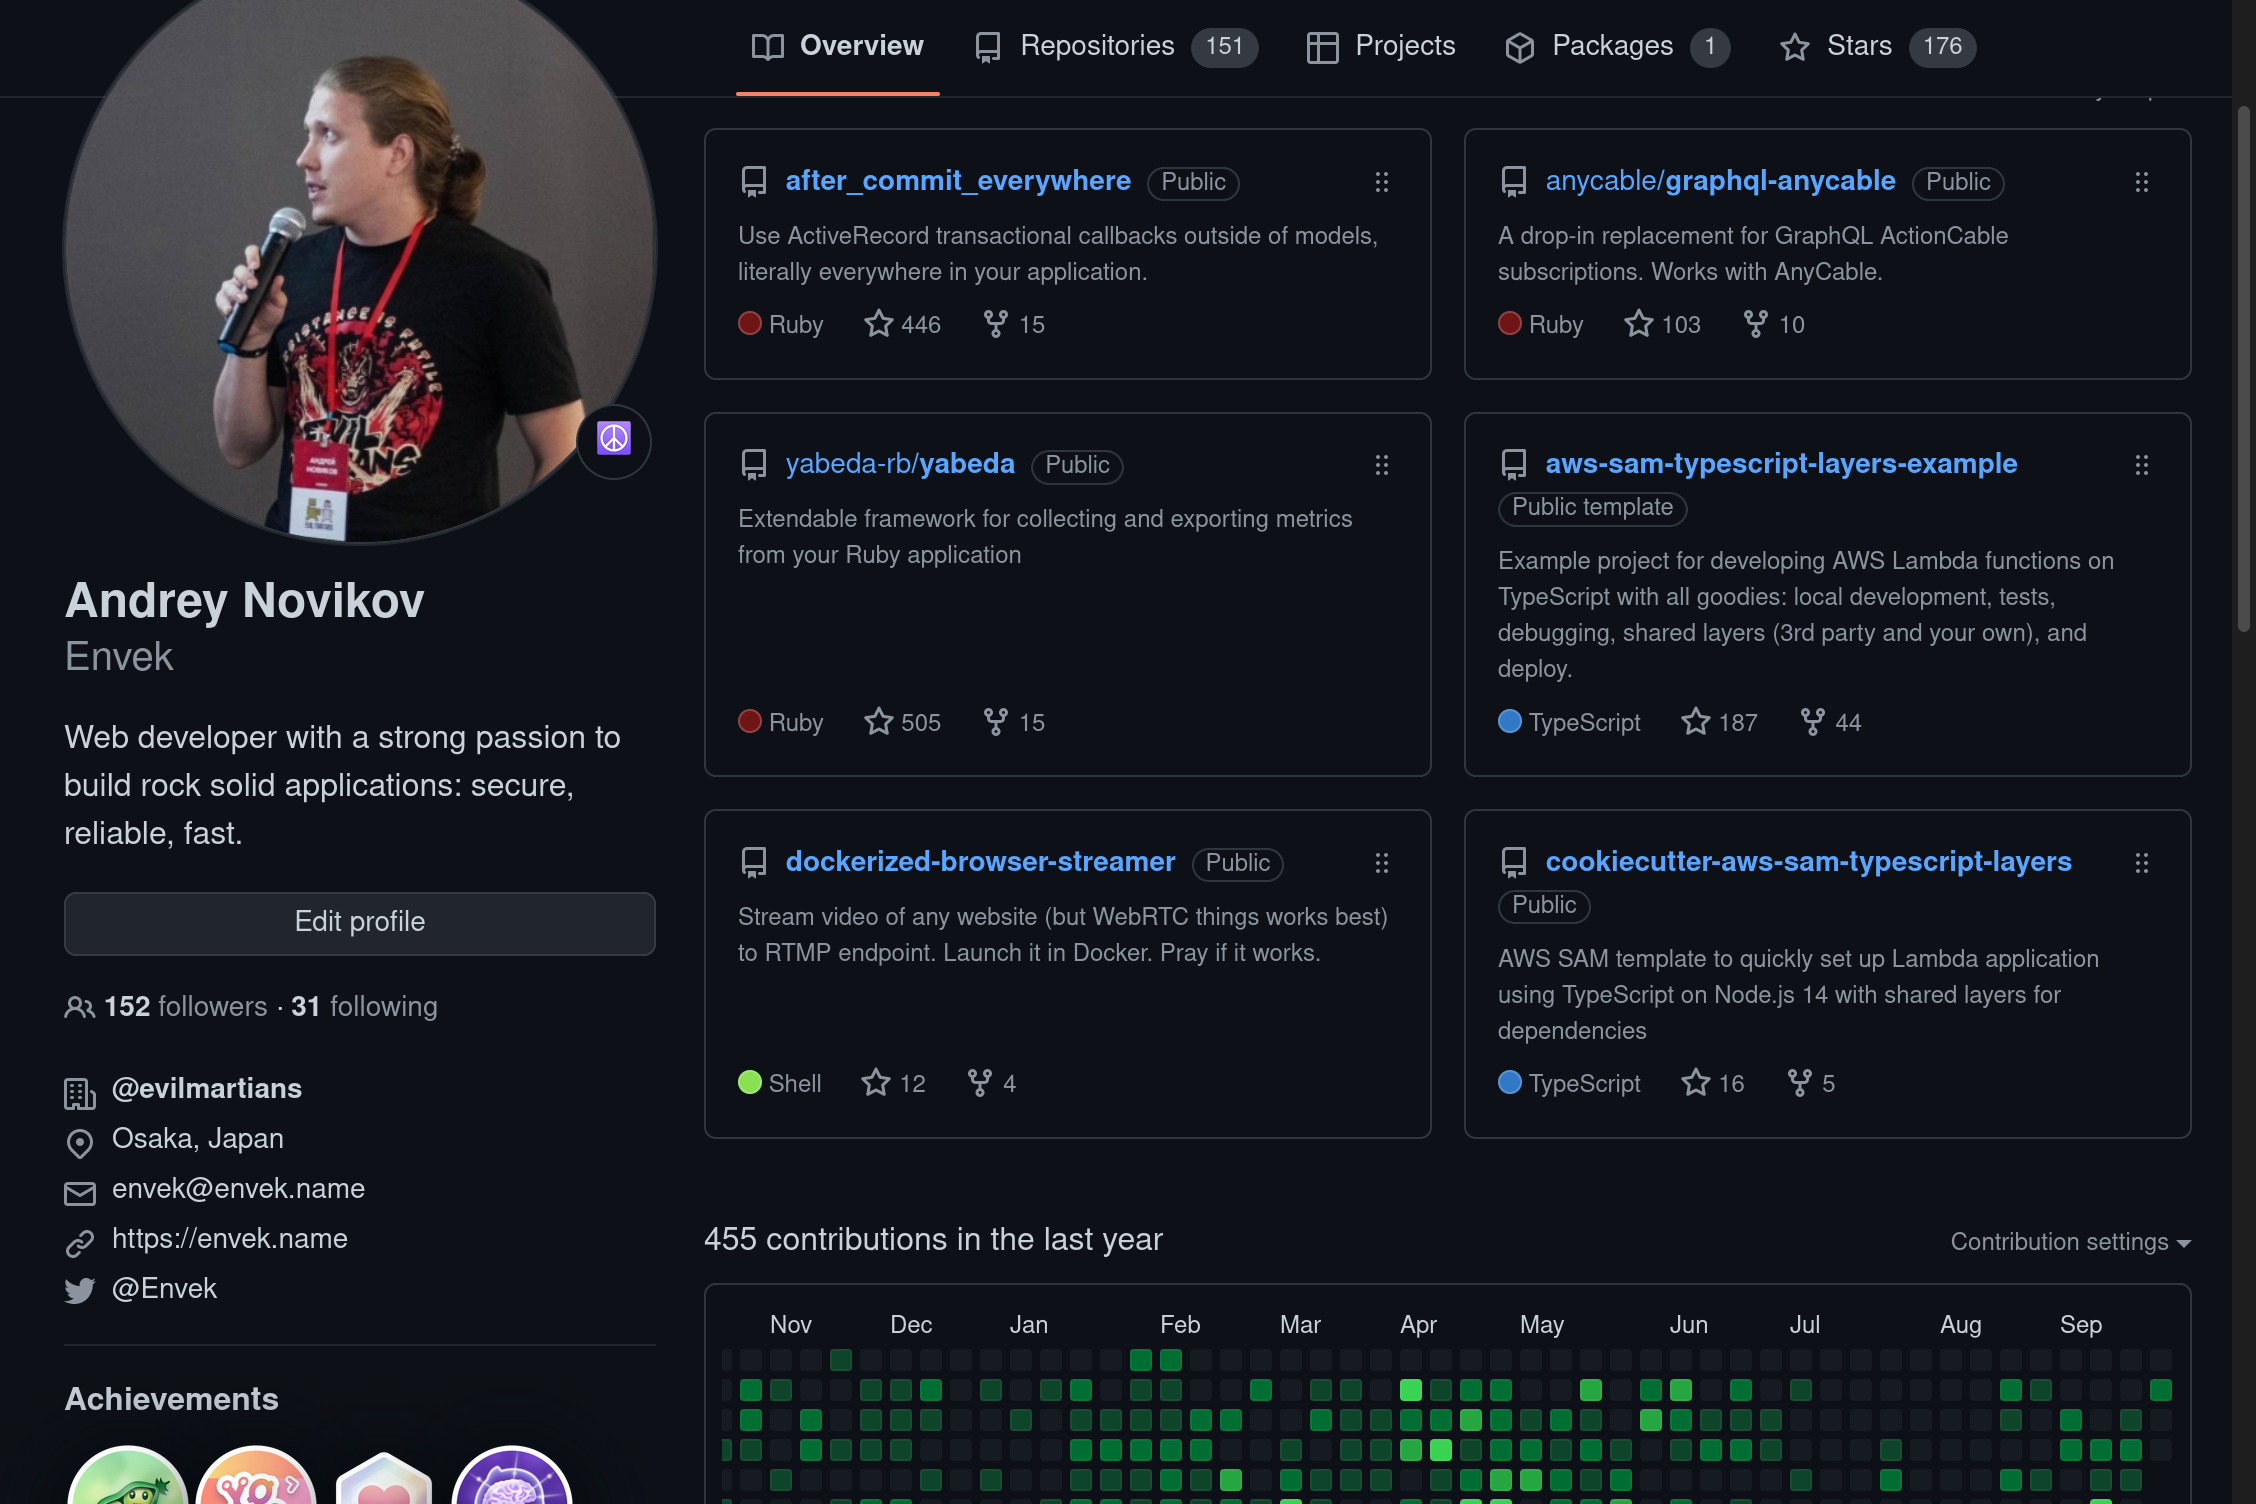 Overview
Repositories 151
Projects
Packages 1
Stars 176
RESISTANCE IS FUTILE
EVIL
MARTIANS
АНДРЕЙ
НОВИКОВ
Andrey Novikov
Envek
Web developer with a strong passion to
build rock solid applications: secure,
reliable, fast.
Edit profile
152 followers · 31 following
@evilmartians
Osaka, Japan
envek@envek.name
https://envek.name
@Envek
Achievements
after_commit_everywhere Public
Use ActiveRecord transactional callbacks outside of models,
literally everywhere in your application.
Ruby 446 15
anycable/graphql-anycable Public
A drop-in replacement for GraphQL ActionCable
subscriptions. Works with AnyCable.
Ruby 103 10
yabeda-rb/yabeda Public
Extendable framework for collecting and exporting metrics
from your Ruby application
Ruby 505 15
aws-sam-typescript-layers-example
Public template
Example project for developing AWS Lambda functions on
TypeScript with all goodies: local development, tests,
debugging, shared layers (3rd party and your own), and
deploy.
TypeScript 187 44
dockerized-browser-streamer Public
Stream video of any website (but WebRTC things works best)
to RTMP endpoint. Launch it in Docker. Pray if it works.
Shell 12 4
cookiecutter-aws-sam-typescript-layers
Public
AWS SAM template to quickly set up Lambda application
using TypeScript on Node.js 14 with shared layers for
dependencies
TypeScript 16 5
455 contributions in the last year
Contribution settings
Nov Dec Jan Feb Mar Apr May Jun Jul Aug Sep